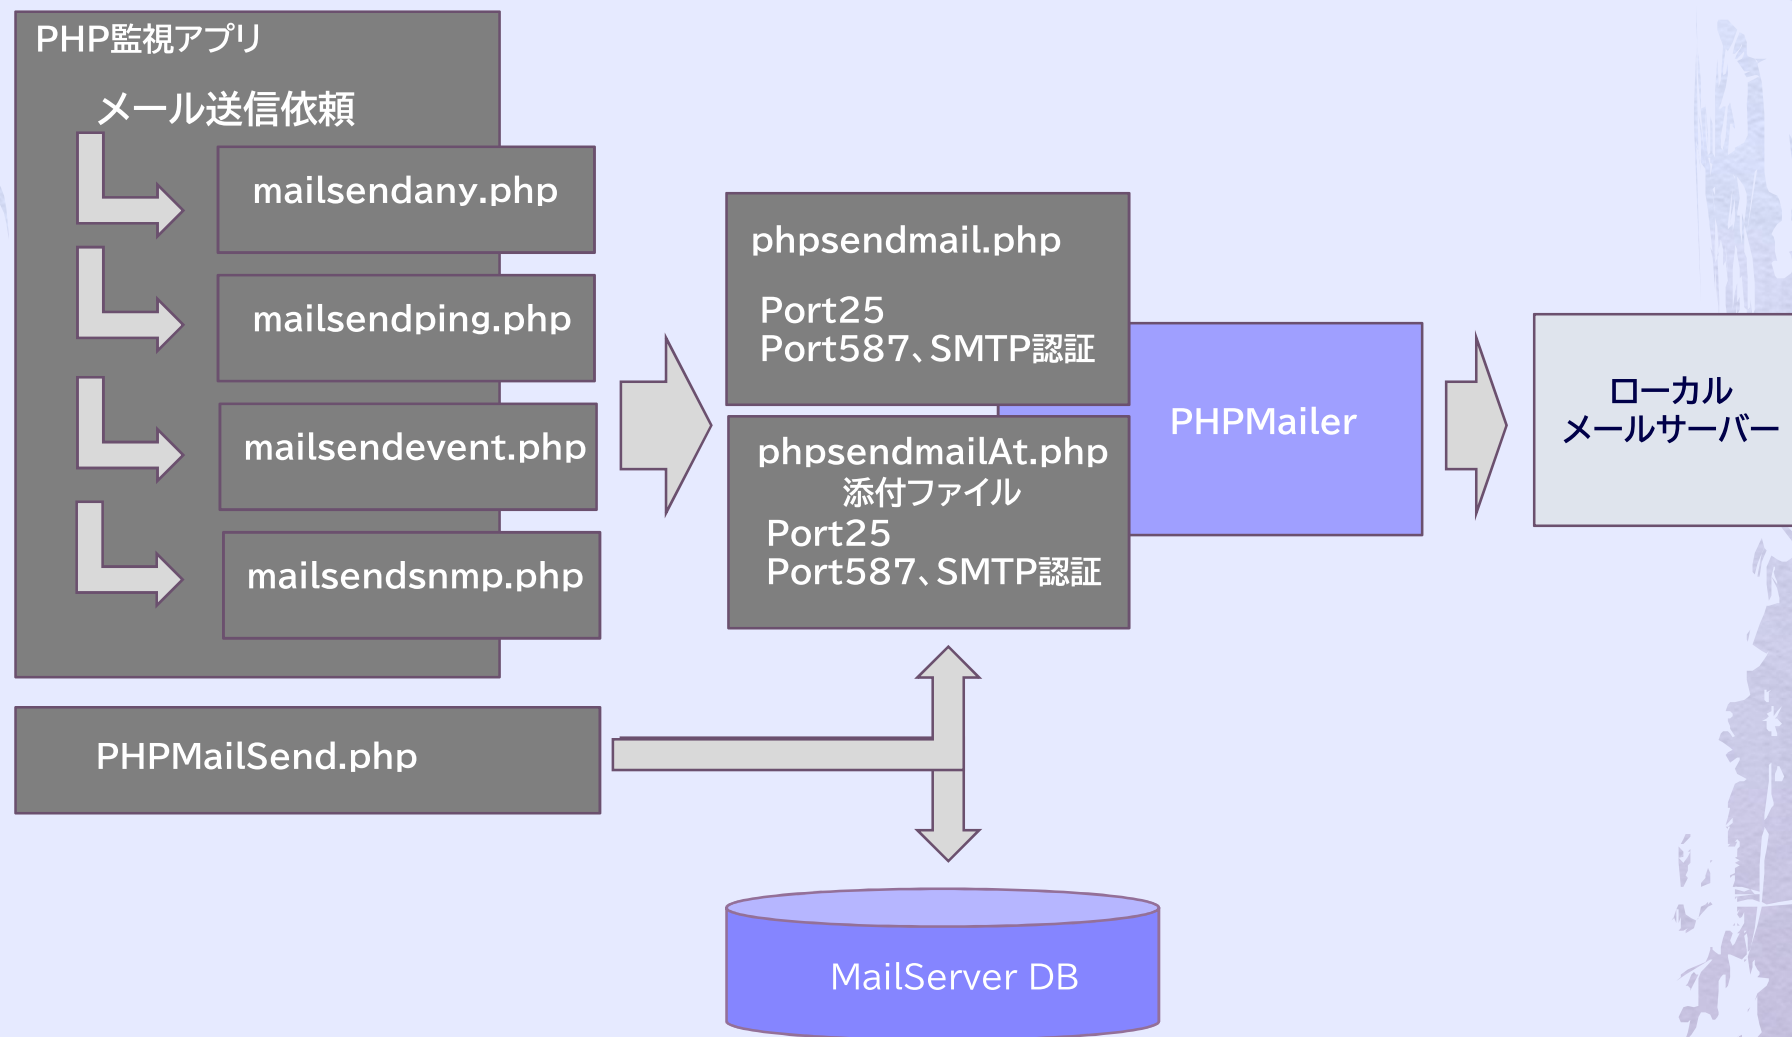 PHP監視アプリ
メール送信依頼
mailsendany.php
mailsendping.php
mailsendevent.php
mailsendsnmp.php
PHPMailSend.php
phpsendmail.php
Port25
Port587、SMTP認証
phpsendmailAt.php
添付ファイル
Port25
Port587、SMTP認証
PHPMailer
ローカル
メールサーバー
MailServer DB